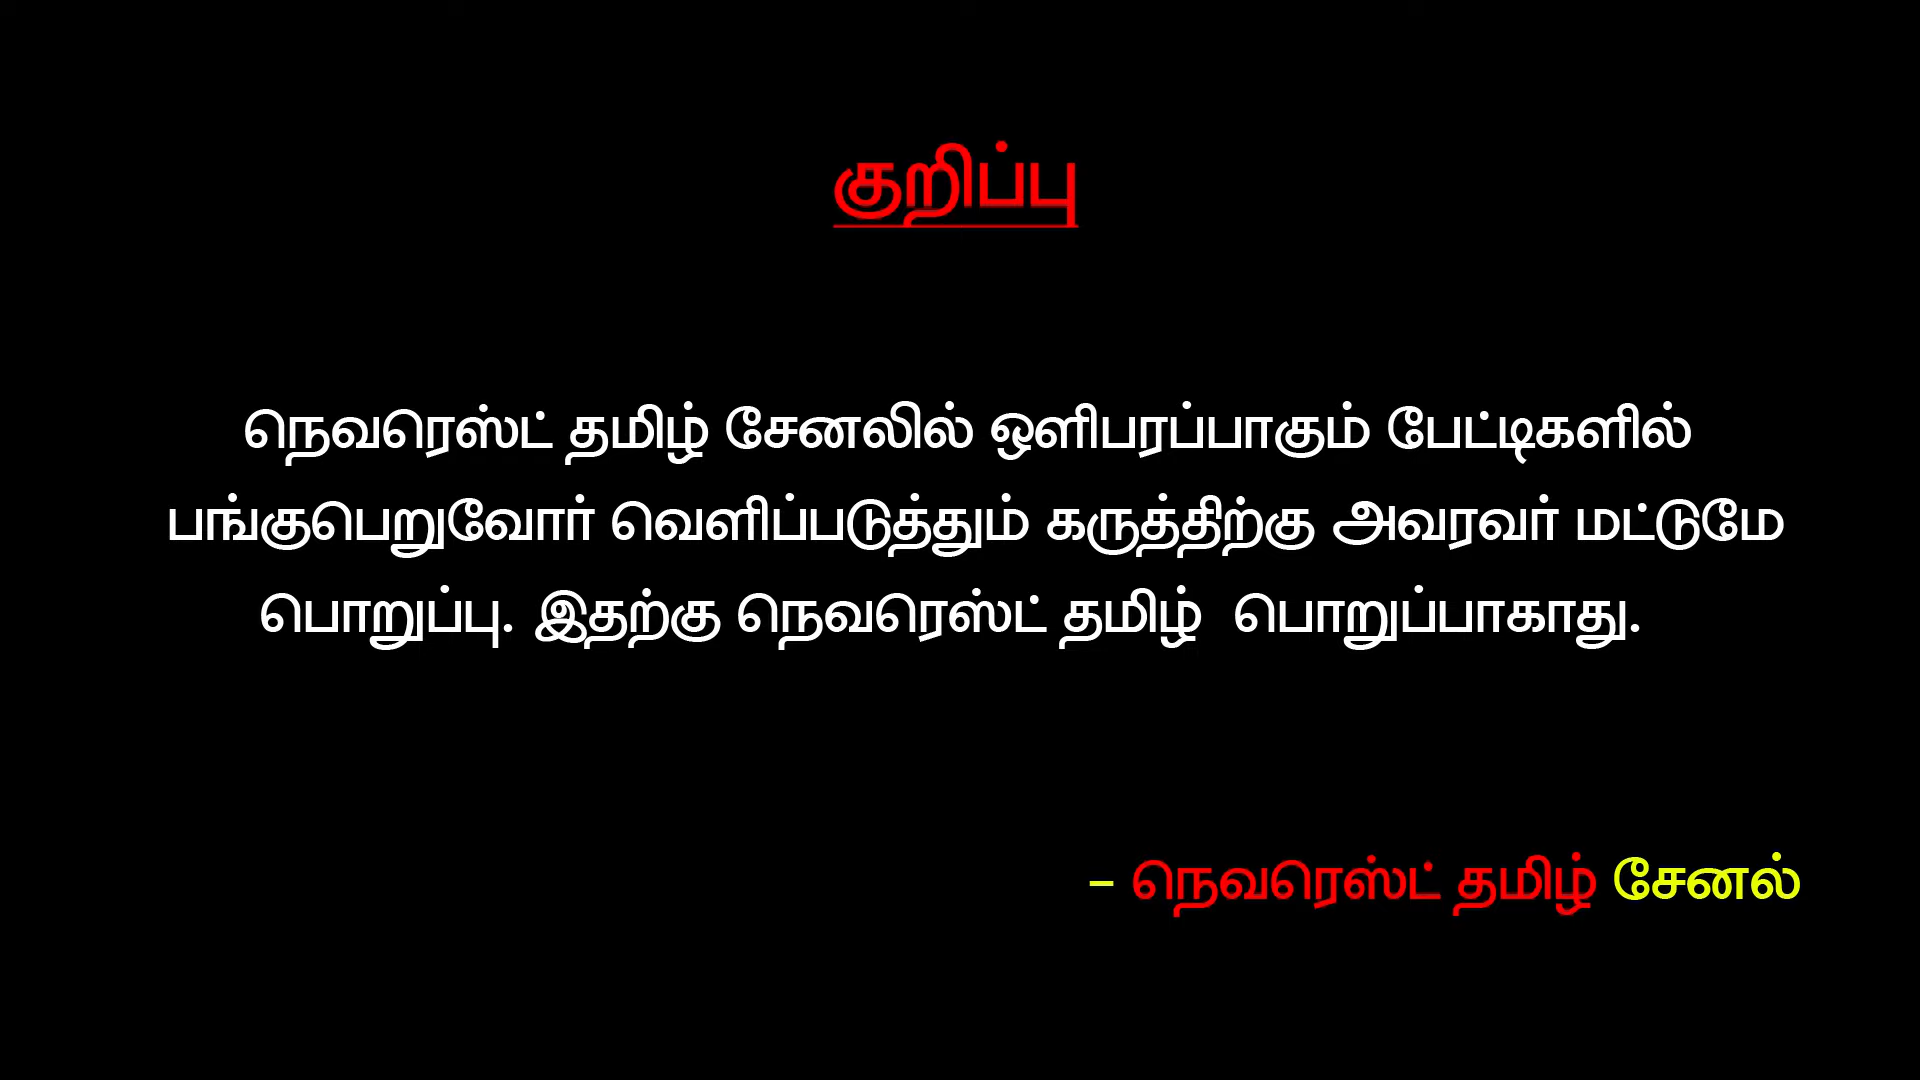 குறிப்பு
நெவரெஸ்ட் தமிழ் சேனலில் ஒளிபரப்பாகும் பேட்டிகளில்
பங்குபெறுவோர் வெளிப்படுத்தும் கருத்திற்கு அவரவர் மட்டுமே
பொறுப்பு. இதற்கு நெவரெஸ்ட் தமிழ் பொறுப்பாகாது.
– நெவரெஸ்ட் தமிழ் சேனல்